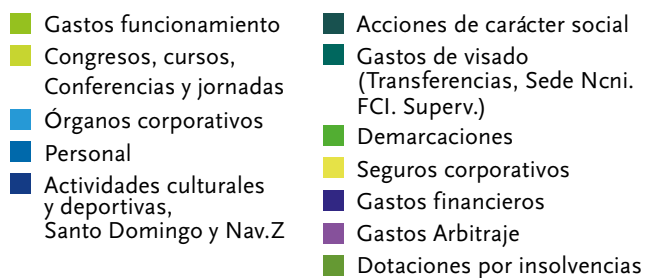 Gastos funcionamiento
Congresos, cursos,
Conferencias y jornadas
Órganos corporativos
Personal
Actividades culturales
y deportivas,
Santo Domingo y Nav.Z
Acciones de carácter social
Gastos de visado
(Transferencias, Sede Ncni.
FCI. Superv.)
Demarcaciones
Seguros corporativos
Gastos financieros
Gastos Arbitraje
Dotaciones por insolvencias